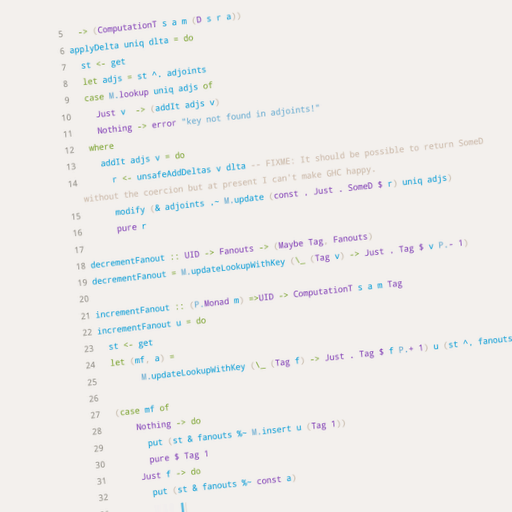 5 -> (ComputationT s a m (D s r a))
6 applyDelta uniq dlta = do
7 st <- get
8 let adjs = st ^. adjoints
9 case M.lookup uniq adjs of
10 Just v -> (addIt adjs v)
11 Nothing -> error "key not found in adjoints!"
12 where
13 addIt adjs v = do
14 r <- unsafeAddDeltas v dlta -- FIXME: It should be possible to return SomeD
without the coercion but at present I can't make GHC happy.
15 modify (& adjoints .~ M.update (const . Just . SomeD $ r) uniq adjs)
16 pure r
17
18 decrementFanout :: UID -> Fanouts -> (Maybe Tag, Fanouts)
19 decrementFanout = M.updateLookupWithKey (\_ (Tag v) -> Just . Tag $ v P.- 1)
20
21 incrementFanout :: (P.Monad m) =>UID -> ComputationT s a m Tag
22 incrementFanout u = do
23 st <- get
24 let (mf, a) =
25 M.updateLookupWithKey (\_ (Tag f) -> Just . Tag $ f P.+ 1) u (st ^. fanouts
26
27 (case mf of
28 Nothing -> do
29 put (st & fanouts %~ M.insert u (Tag 1))
30 pure $ Tag 1
31 Just f -> do
32 put (st & fanouts %~ const a)